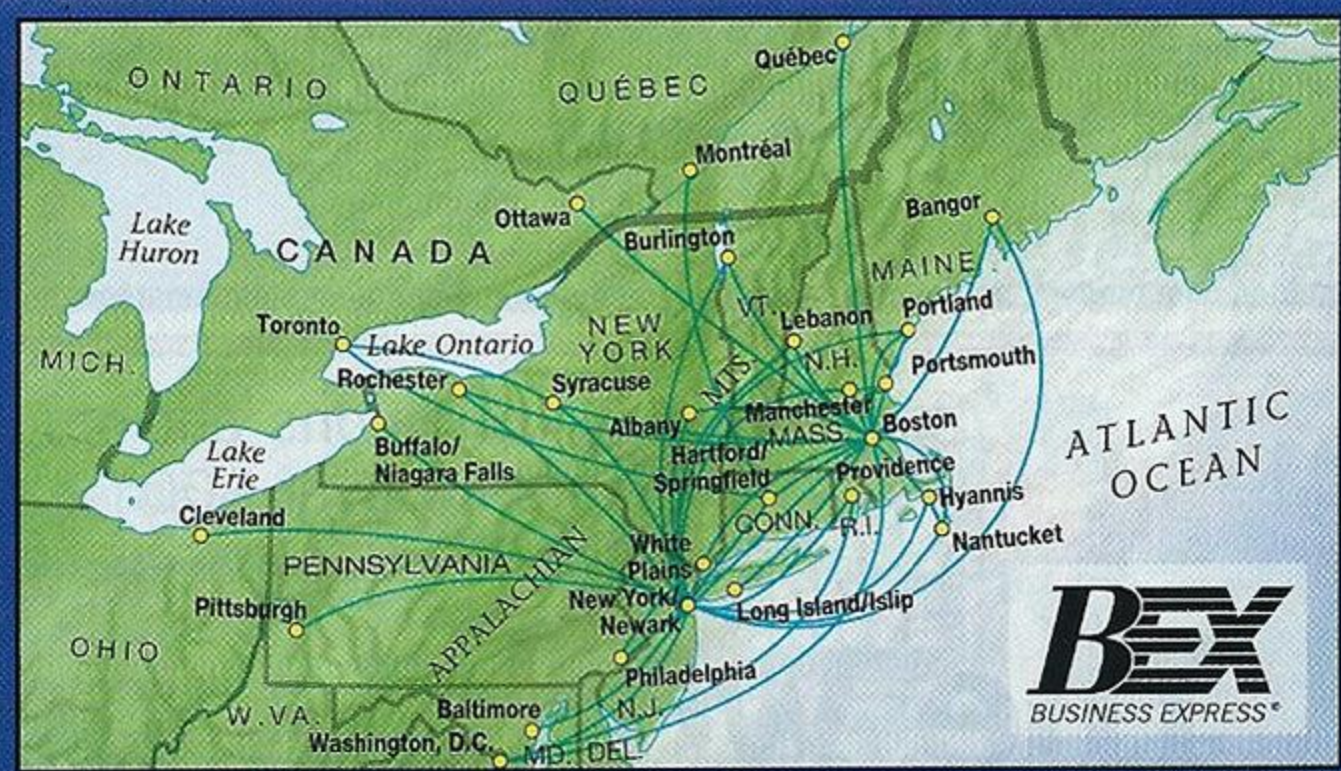 Québec
ONTARIO
QUÉBEC
Montréal
Ottawa
Bangor
Lake
Huron
CANADA
Burlington
MAINE
VT.
Portland
Lebanon
Toronto
Lake Ontario
NEW
YORK
MICH.
N.H.
Portsmouth
Rochester
Syracuse
MTS.
Manchester
Albany
Boston
MASS.
ATLANTIC
OCEAN
Buffalo/
Niagara Falls
Lake
Erie
Hartford/
Springfield
Providence
Hyannis
Cleveland
CONN.
R.I.
Nantucket
White
Plains
PENNSYLVANIA
APPALACHIAN
New York/
Newark
Long Island/Islip
Pittsburgh
OHIO
Philadelphia
W.VA.
Baltimore
N.J.
Washington, D.C.
MD.
DEL.
BEX
BUSINESS EXPRESS®